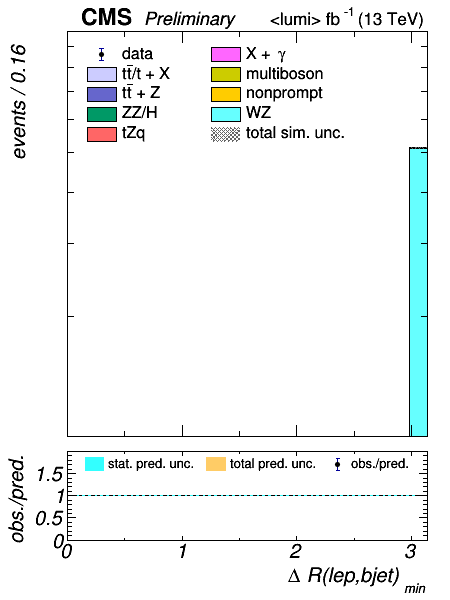 CMS Preliminary <lumi> fb⁻¹ (13 TeV)
events / 0.16
data
tt̄/t + X
tt̄ + Z
ZZ/H
tZq
X + γ
multiboson
nonprompt
WZ
total sim. unc.
obs./pred.
stat. pred. unc. total pred. unc. obs./pred.
1.5
1
0.5
0
0 1 2 3
Δ R(lep,bjet)min